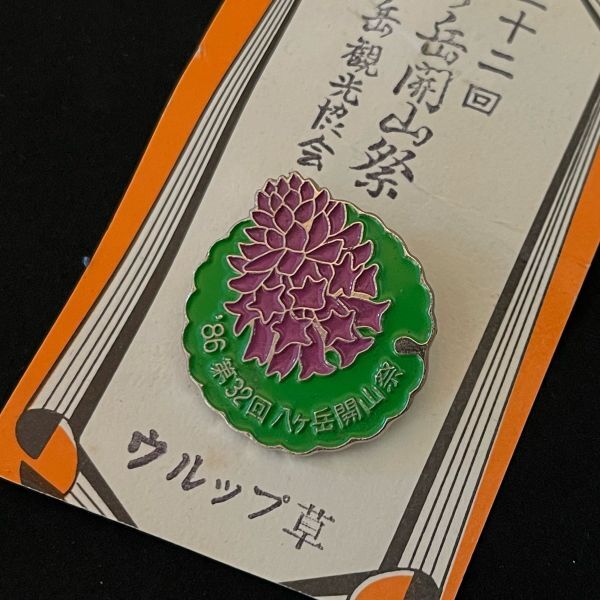 十二回
岳開山祭
岳観光協会
'86 第32回 八ヶ岳開山祭
ウルップ草